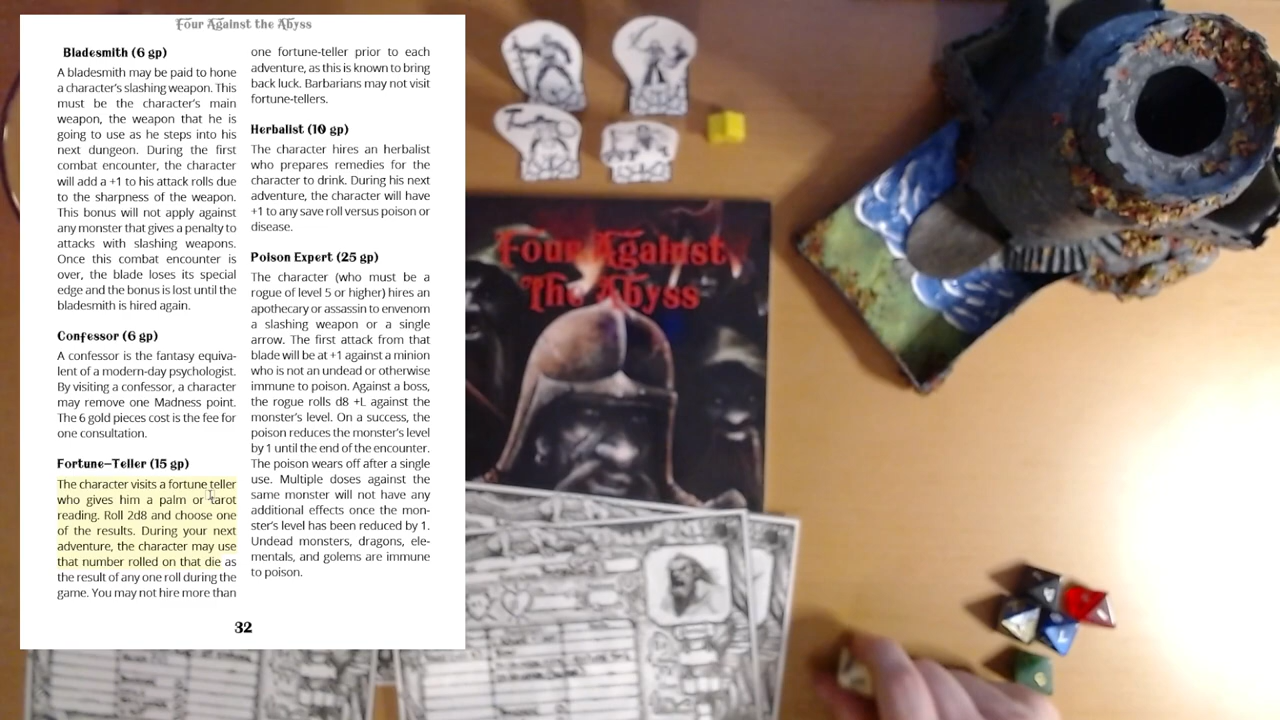 Four Against the Abyss
Bladesmith (6 gp)
A bladesmith may be paid to hone
a character's slashing weapon. This
must be the character's main
weapon, the weapon that he is
going to use as he steps into his
next dungeon. During the first
combat encounter, the character
will add a +1 to his attack rolls due
to the sharpness of the weapon.
This bonus will not apply against
any monster that gives a penalty to
attacks with slashing weapons.
Once this combat encounter is
over, the blade loses its special
edge and the bonus is lost until the
bladesmith is hired again.
Confessor (6 gp)
A confessor is the fantasy equiva-
lent of a modern-day psychologist.
By visiting a confessor, a character
may remove one Madness point.
The 6 gold pieces cost is the fee for
one consultation.
Fortune-Teller (15 gp)
The character visits a fortune teller
who gives him a palm or tarot
reading. Roll 2d8 and choose one
of the results. During your next
adventure, the character may use
that number rolled on that die as
the result of any one roll during the
game. You may not hire more than
one fortune-teller prior to each
adventure, as this is known to bring
back luck. Barbarians may not visit
fortune-tellers.
Herbalist (10 gp)
The character hires an herbalist
who prepares remedies for the
character to drink. During his next
adventure, the character will have
+1 to any save roll versus poison or
disease.
Poison Expert (25 gp)
The character (who must be a
rogue of level 5 or higher) hires an
apothecary or assassin to envenom
a slashing weapon or a single
arrow. The first attack from that
blade will be at +1 against a minion
who is not an undead or otherwise
immune to poison. Against a boss,
the rogue rolls d8 +L against the
monster's level. On a success, the
poison reduces the monster's level
by 1 until the end of the encounter.
The poison wears off after a single
use. Multiple doses against the
same monster will not have any
additional effects once the mon-
ster's level has been reduced by 1.
Undead monsters, dragons, ele-
mentals, and golems are immune
to poison.
32
Four Against
The Abyss